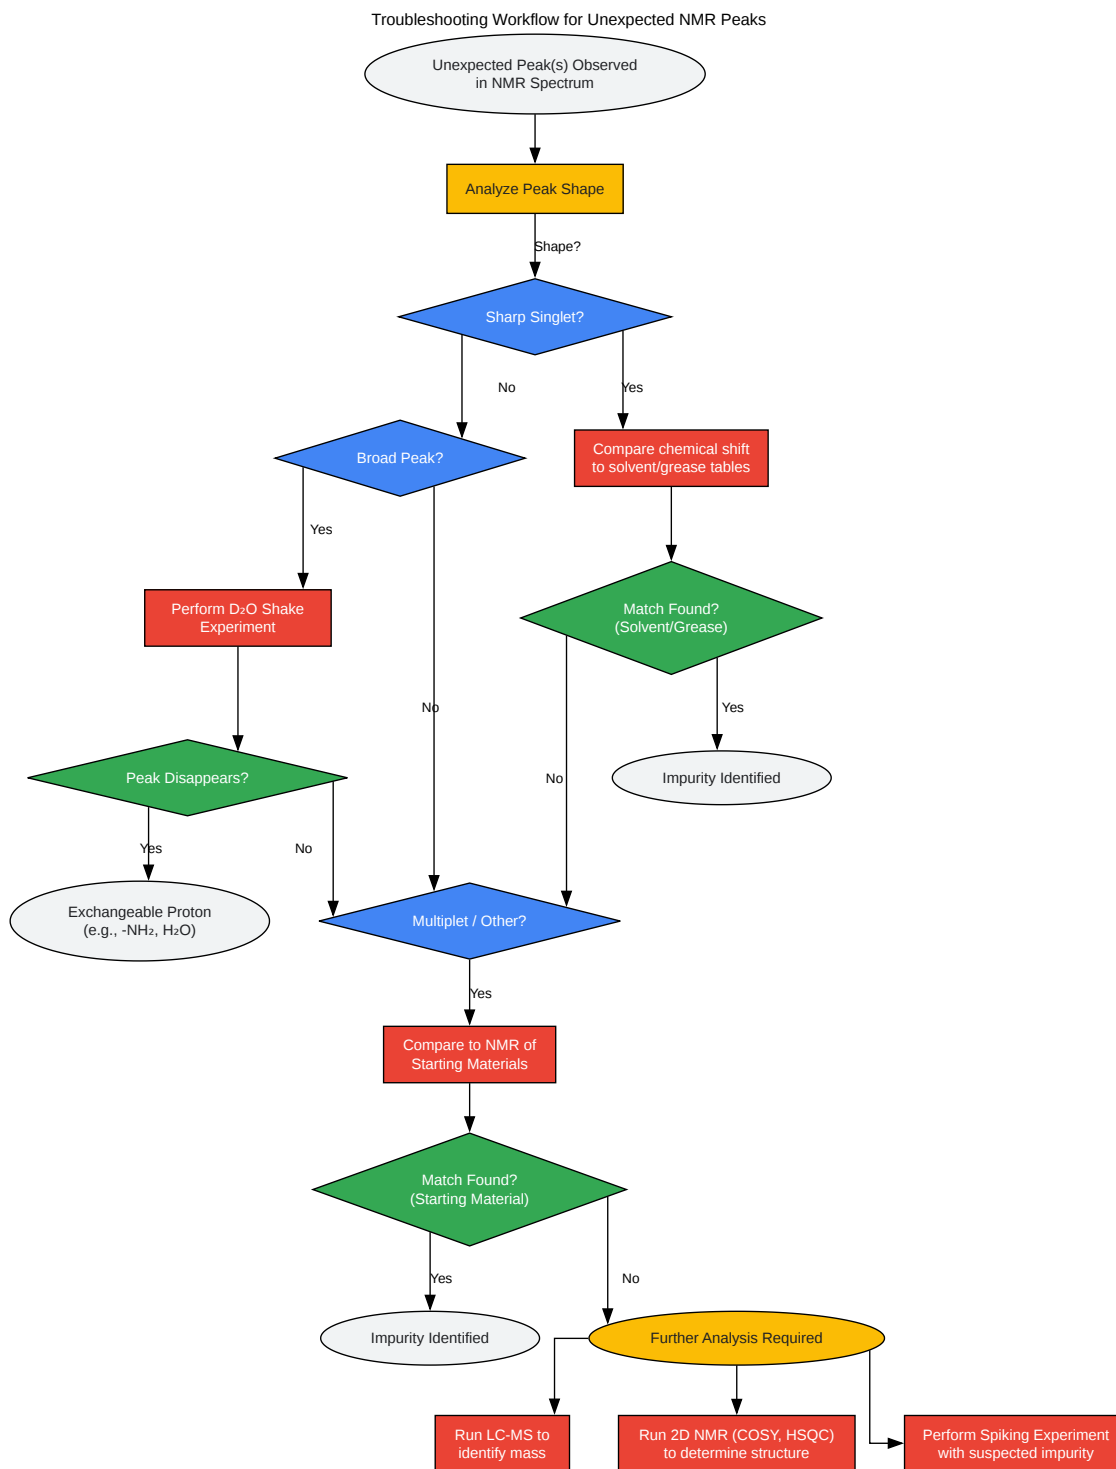 Troubleshooting Workflow for Unexpected NMR Peaks
Unexpected Peak(s) Observed
in NMR Spectrum
Analyze Peak Shape
Shape?
Sharp Singlet?
No
Yes
Broad Peak?
Compare chemical shift
to solvent/grease tables
Yes
Perform D₂O Shake
Experiment
Match Found?
(Solvent/Grease)
No
Yes
Peak Disappears?
No
Impurity Identified
Yes
No
Exchangeable Proton
(e.g., -NH₂, H₂O)
Multiplet / Other?
Yes
Compare to NMR of
Starting Materials
Match Found?
(Starting Material)
Yes
No
Impurity Identified
Further Analysis Required
Run LC-MS to
identify mass
Run 2D NMR (COSY, HSQC)
to determine structure
Perform Spiking Experiment
with suspected impurity